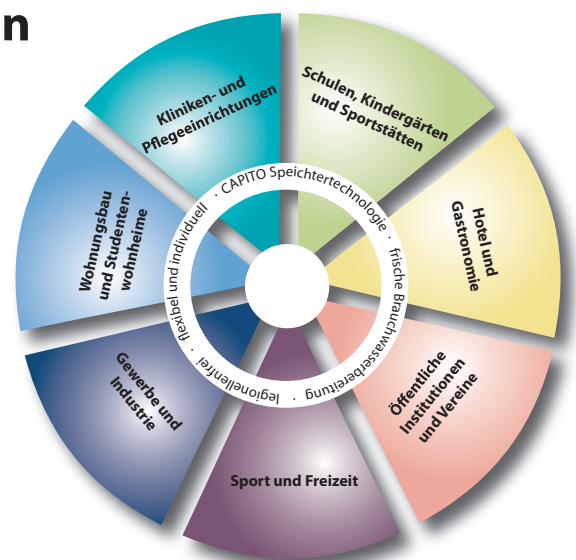 n
Kliniken- und
Pflegeeinrichtungen
Schulen, Kindergärten
und Sportstätten
Hotel und
Gastronomie
Öffentliche
Institutionen
und Vereine
Sport und Freizeit
Gewerbe und
Industrie
Wohnungsbau
und Studenten-
wohnheime
· CAPITO Speichertechnologie · frische Brauchwasserbereitung · legionellenfrei · flexibel und individuell